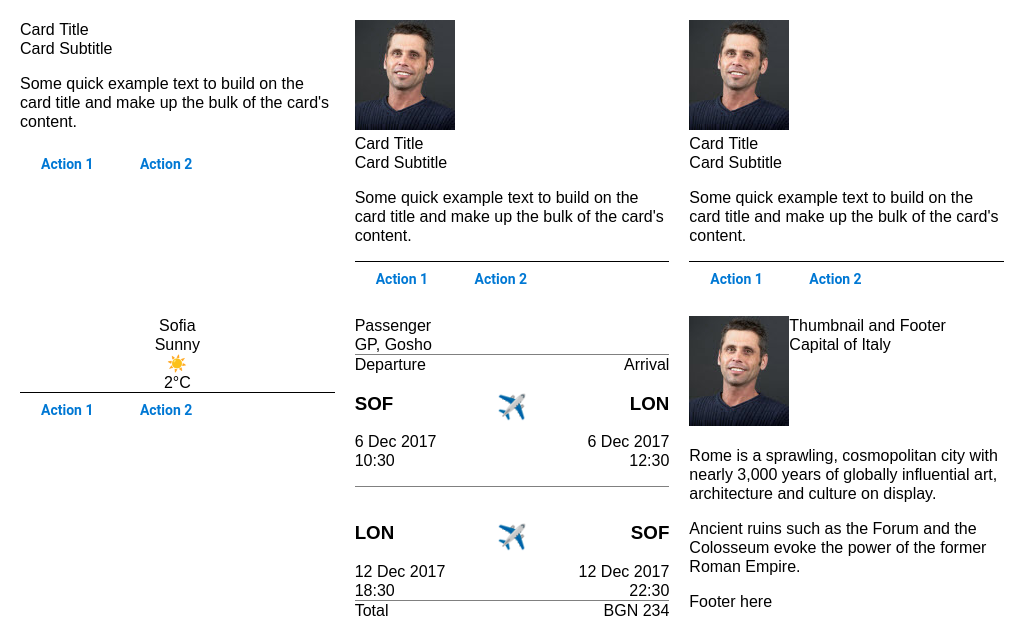 Card Title
Card Subtitle
Some quick example text to build on the
card title and make up the bulk of the card's
content.
Action 1 Action 2
Card Title
Card Subtitle
Some quick example text to build on the
card title and make up the bulk of the card's
content.
Action 1 Action 2
Card Title
Card Subtitle
Some quick example text to build on the
card title and make up the bulk of the card's
content.
Action 1 Action 2
Sofia
Sunny
☀️
2°C
Action 1 Action 2
Passenger
GP, Gosho
Departure Arrival
SOF ✈️ LON
6 Dec 2017 6 Dec 2017
10:30 12:30
LON ✈️ SOF
12 Dec 2017 12 Dec 2017
18:30 22:30
Total BGN 234
Thumbnail and Footer
Capital of Italy
Rome is a sprawling, cosmopolitan city with
nearly 3,000 years of globally influential art,
architecture and culture on display.
Ancient ruins such as the Forum and the
Colosseum evoke the power of the former
Roman Empire.
Footer here